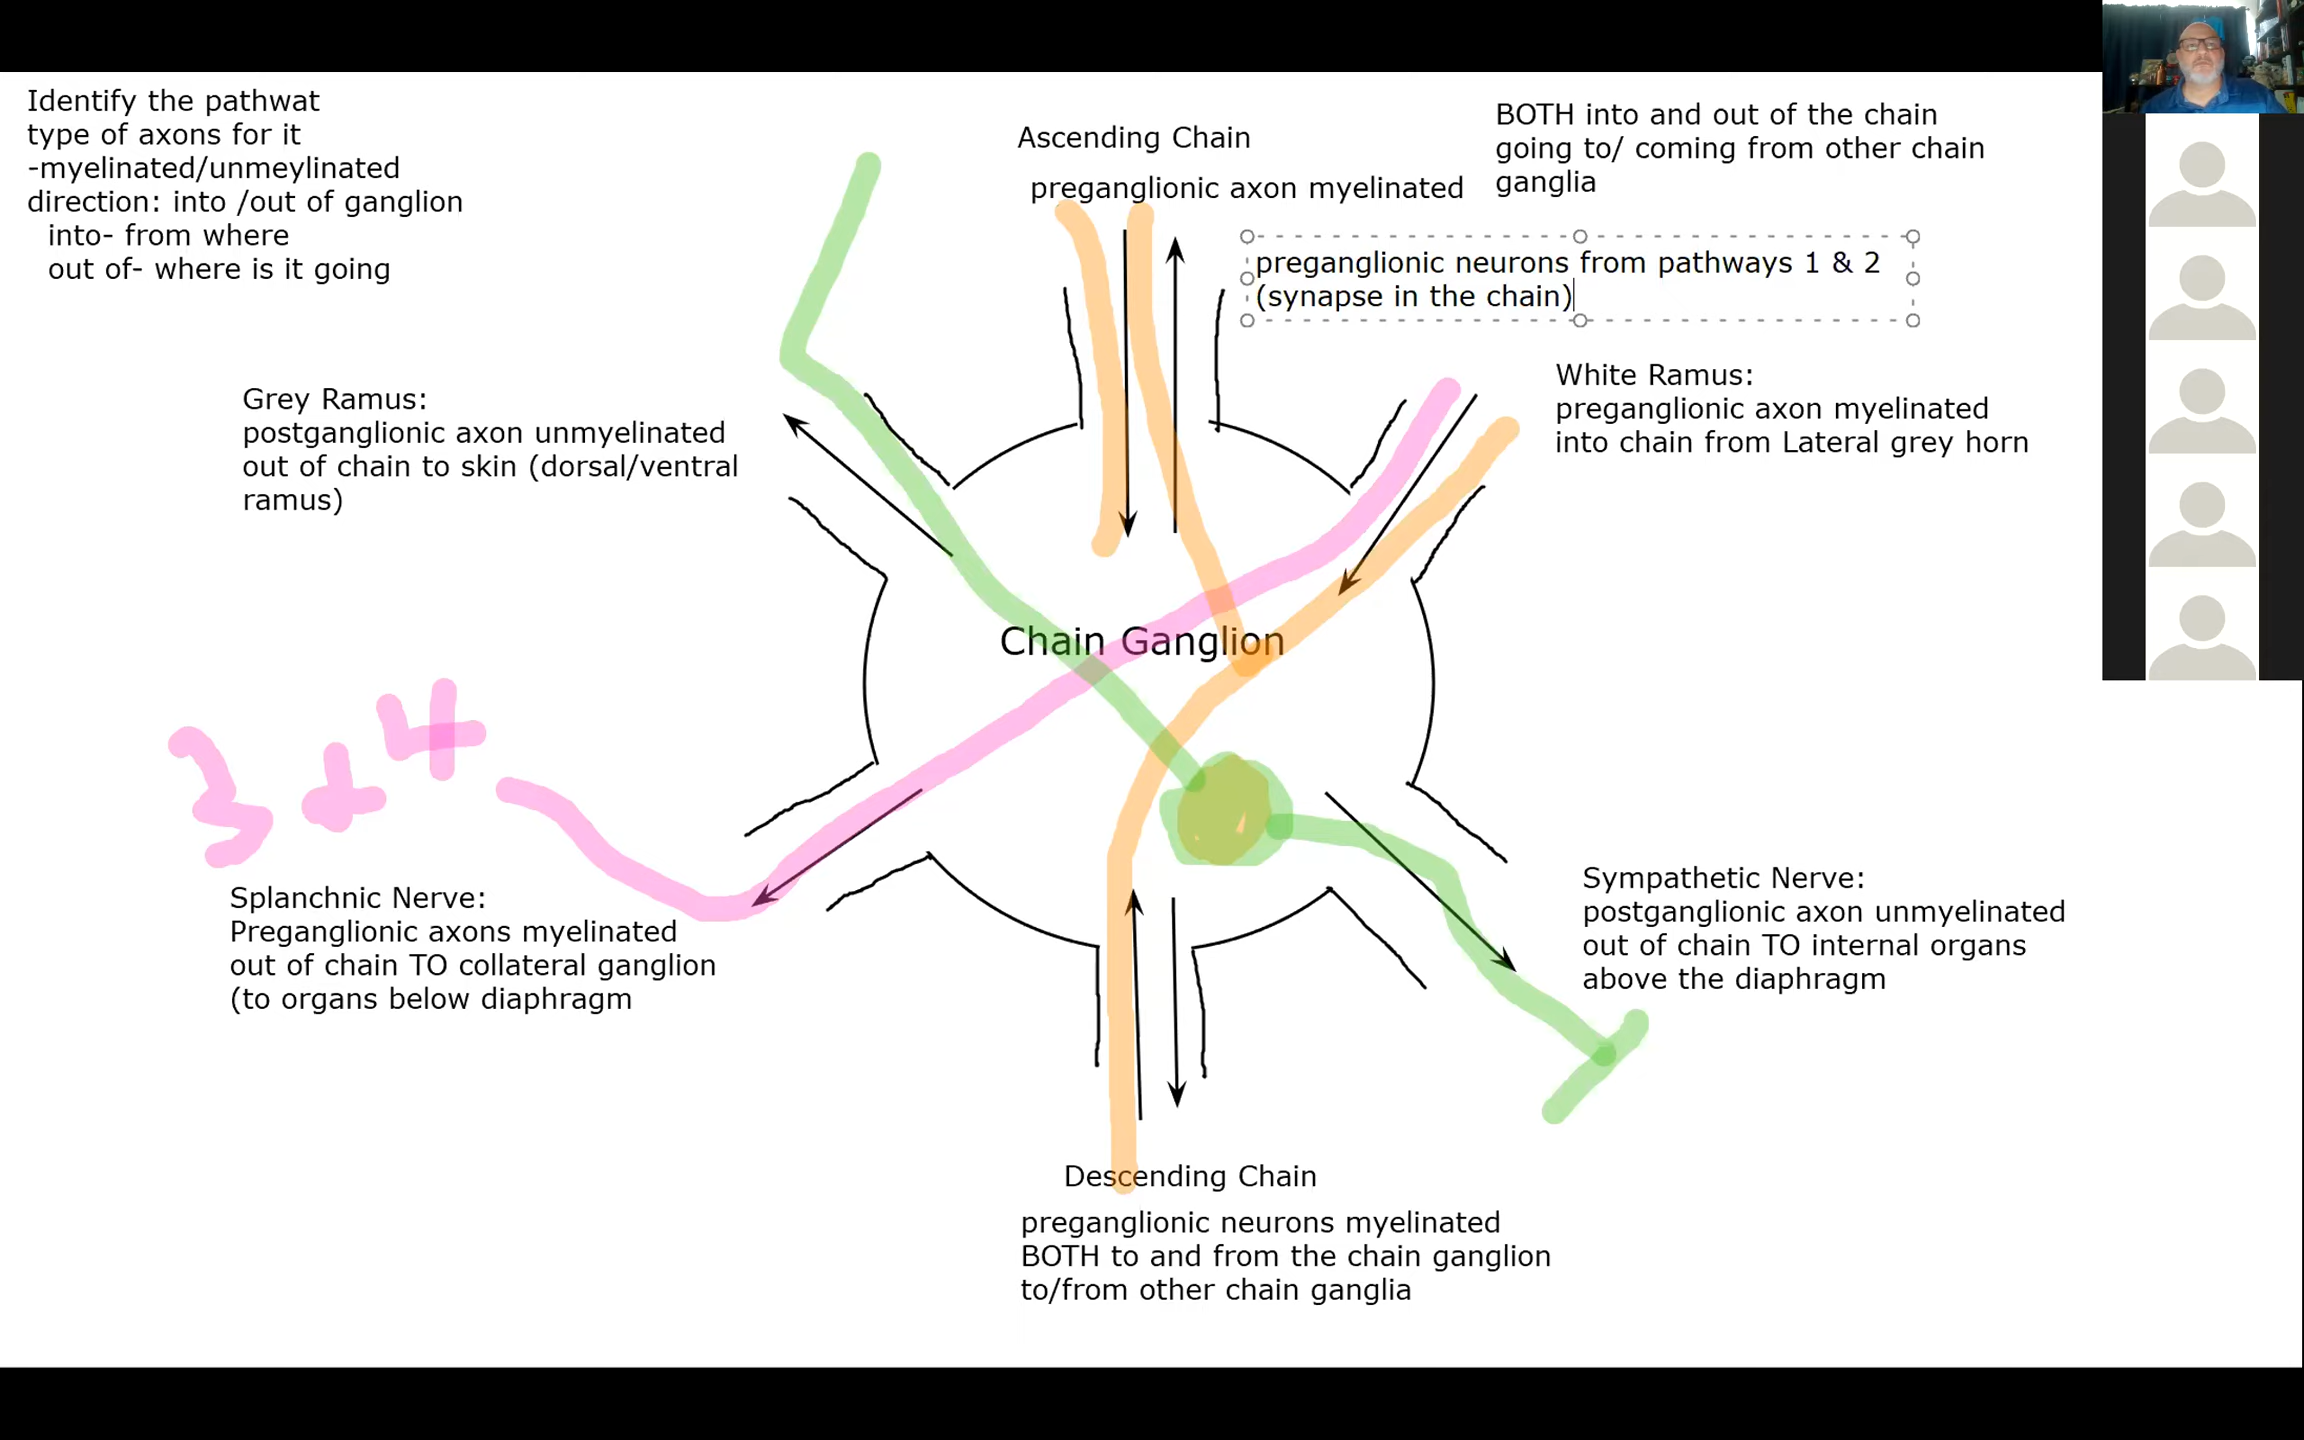 Identify the pathwat
type of axons for it
-myelinated/unmeylinated
direction: into /out of ganglion
into- from where
out of- where is it going
Ascending Chain
preganglionic axon myelinated
BOTH into and out of the chain
going to/ coming from other chain
ganglia
preganglionic neurons from pathways 1 & 2
(synapse in the chain)
Grey Ramus:
postganglionic axon unmyelinated
out of chain to skin (dorsal/ventral
ramus)
White Ramus:
preganglionic axon myelinated
into chain from Lateral grey horn
Chain Ganglion
3 + 4
Splanchnic Nerve:
Preganglionic axons myelinated
out of chain TO collateral ganglion
(to organs below diaphragm
Sympathetic Nerve:
postganglionic axon unmyelinated
out of chain TO internal organs
above the diaphragm
Descending Chain
preganglionic neurons myelinated
BOTH to and from the chain ganglion
to/from other chain ganglia